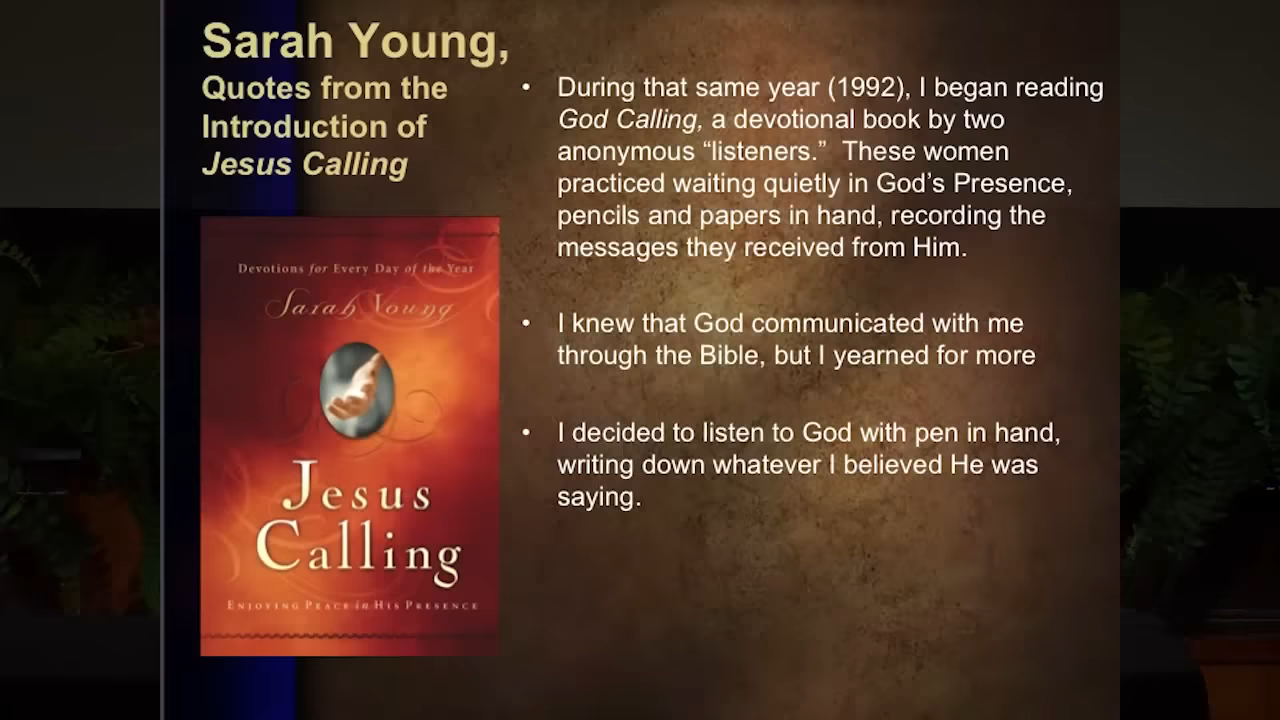 Sarah Young,
Quotes from the
Introduction of
Jesus Calling
Devotions for Every Day of the Year
Sarah Young
Jesus
Calling
Enjoying Peace in His Presence
• During that same year (1992), I began reading
God Calling, a devotional book by two
anonymous “listeners.”  These women
practiced waiting quietly in God’s Presence,
pencils and papers in hand, recording the
messages they received from Him.
• I knew that God communicated with me
through the Bible, but I yearned for more
• I decided to listen to God with pen in hand,
writing down whatever I believed He was
saying.